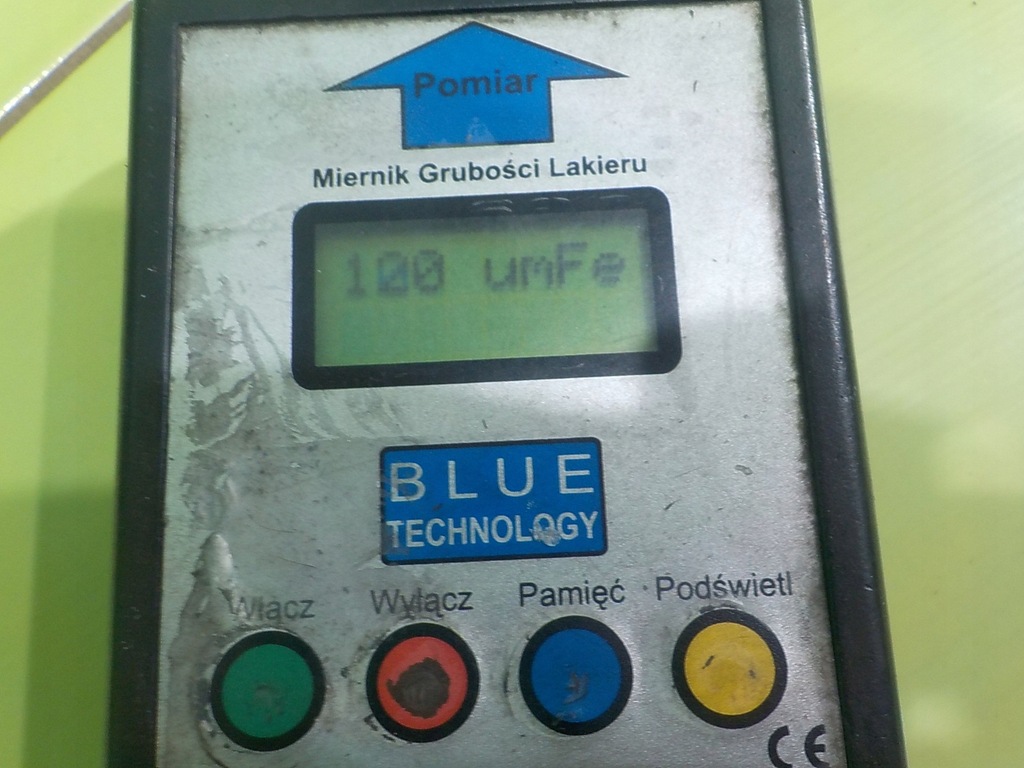 Pomiar
Miernik Grubości Lakieru
100 umFe
BLUE
TECHNOLOGY
Włącz Wyłącz Pamięć Podświetl
CE